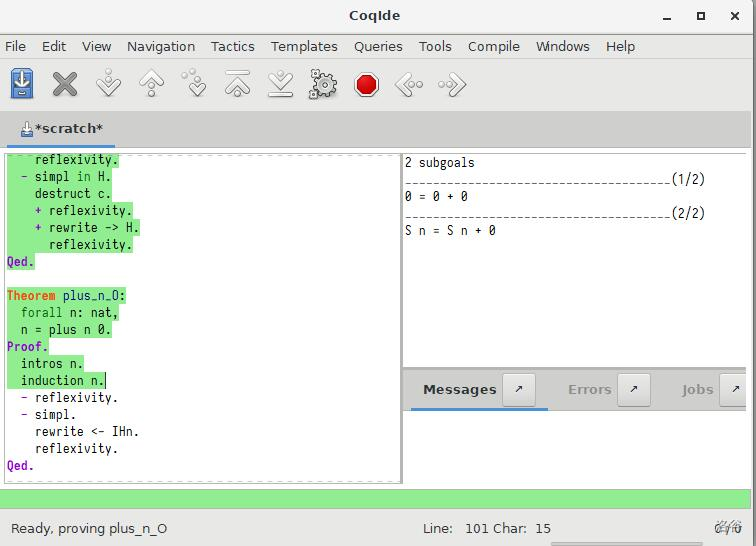 CoqIde
File Edit View Navigation Tactics Templates Queries Tools Compile Windows Help
*scratch*
reflexivity.
- simpl in H.
destruct c.
+ reflexivity.
+ rewrite -> H.
reflexivity.
Qed.
Theorem plus_n_O:
forall n: nat,
n = plus n 0.
Proof.
intros n.
induction n.
- reflexivity.
- simpl.
rewrite <- IHn.
reflexivity.
Qed.
2 subgoals
______________________________________(1/2)
0 = 0 + 0
______________________________________(2/2)
S n = S n + 0
Messages Errors Jobs
Ready, proving plus_n_O
Line: 101 Char: 15